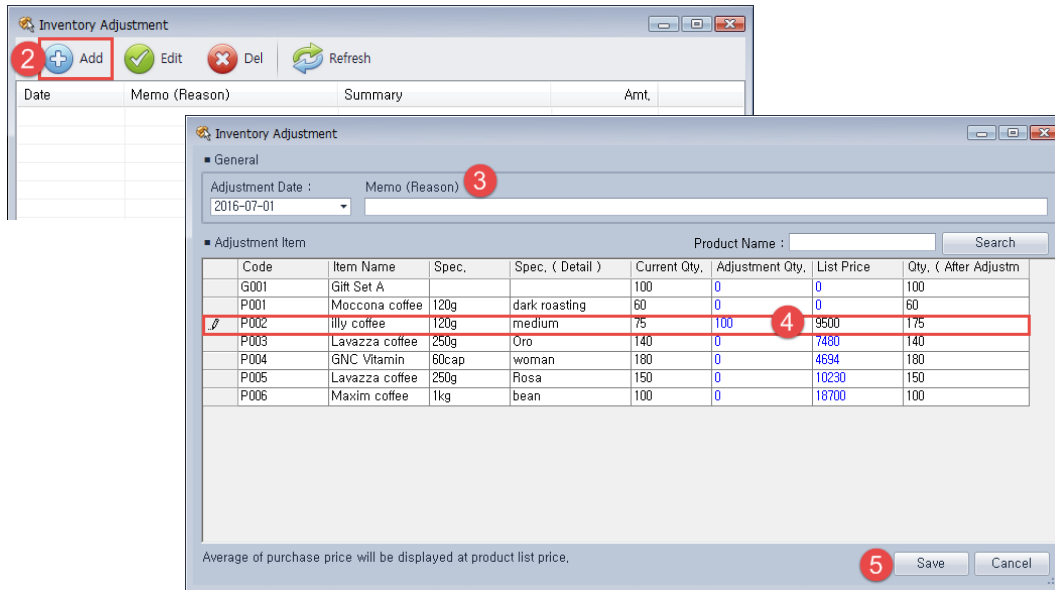 Inventory Adjustment
2 Add Edit Del Refresh
Date Memo (Reason) Summary Amt,
Inventory Adjustment
■ General
Adjustment Date : Memo (Reason) 3
2016-07-01
■ Adjustment Item Product Name : Search
Code Item Name Spec, Spec, ( Detail ) Current Qty, Adjustment Qty, List Price Qty, ( After Adjustm
G001 Gift Set A 100 0 0 100
P001 Moccona coffee 120g dark roasting 60 0 0 60
P002 illy coffee 120g medium 75 100 4 9500 175
P003 Lavazza coffee 250g Oro 140 0 7480 140
P004 GNC Vitamin 60cap woman 180 0 4694 180
P005 Lavazza coffee 250g Rosa 150 0 10230 150
P006 Maxim coffee 1kg bean 100 0 18700 100
Average of purchase price will be displayed at product list price,
5 Save Cancel